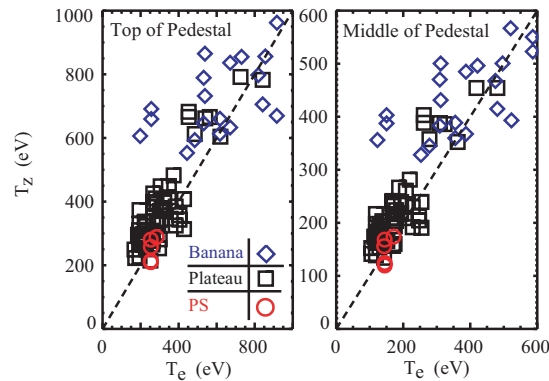 Top of Pedestal
Middle of Pedestal
1000
800
600
400
200
0
T_z (eV)
600
500
400
300
200
100
0
Banana
Plateau
PS
0 400 800
0 200 400 600
T_e (eV)
T_e (eV)